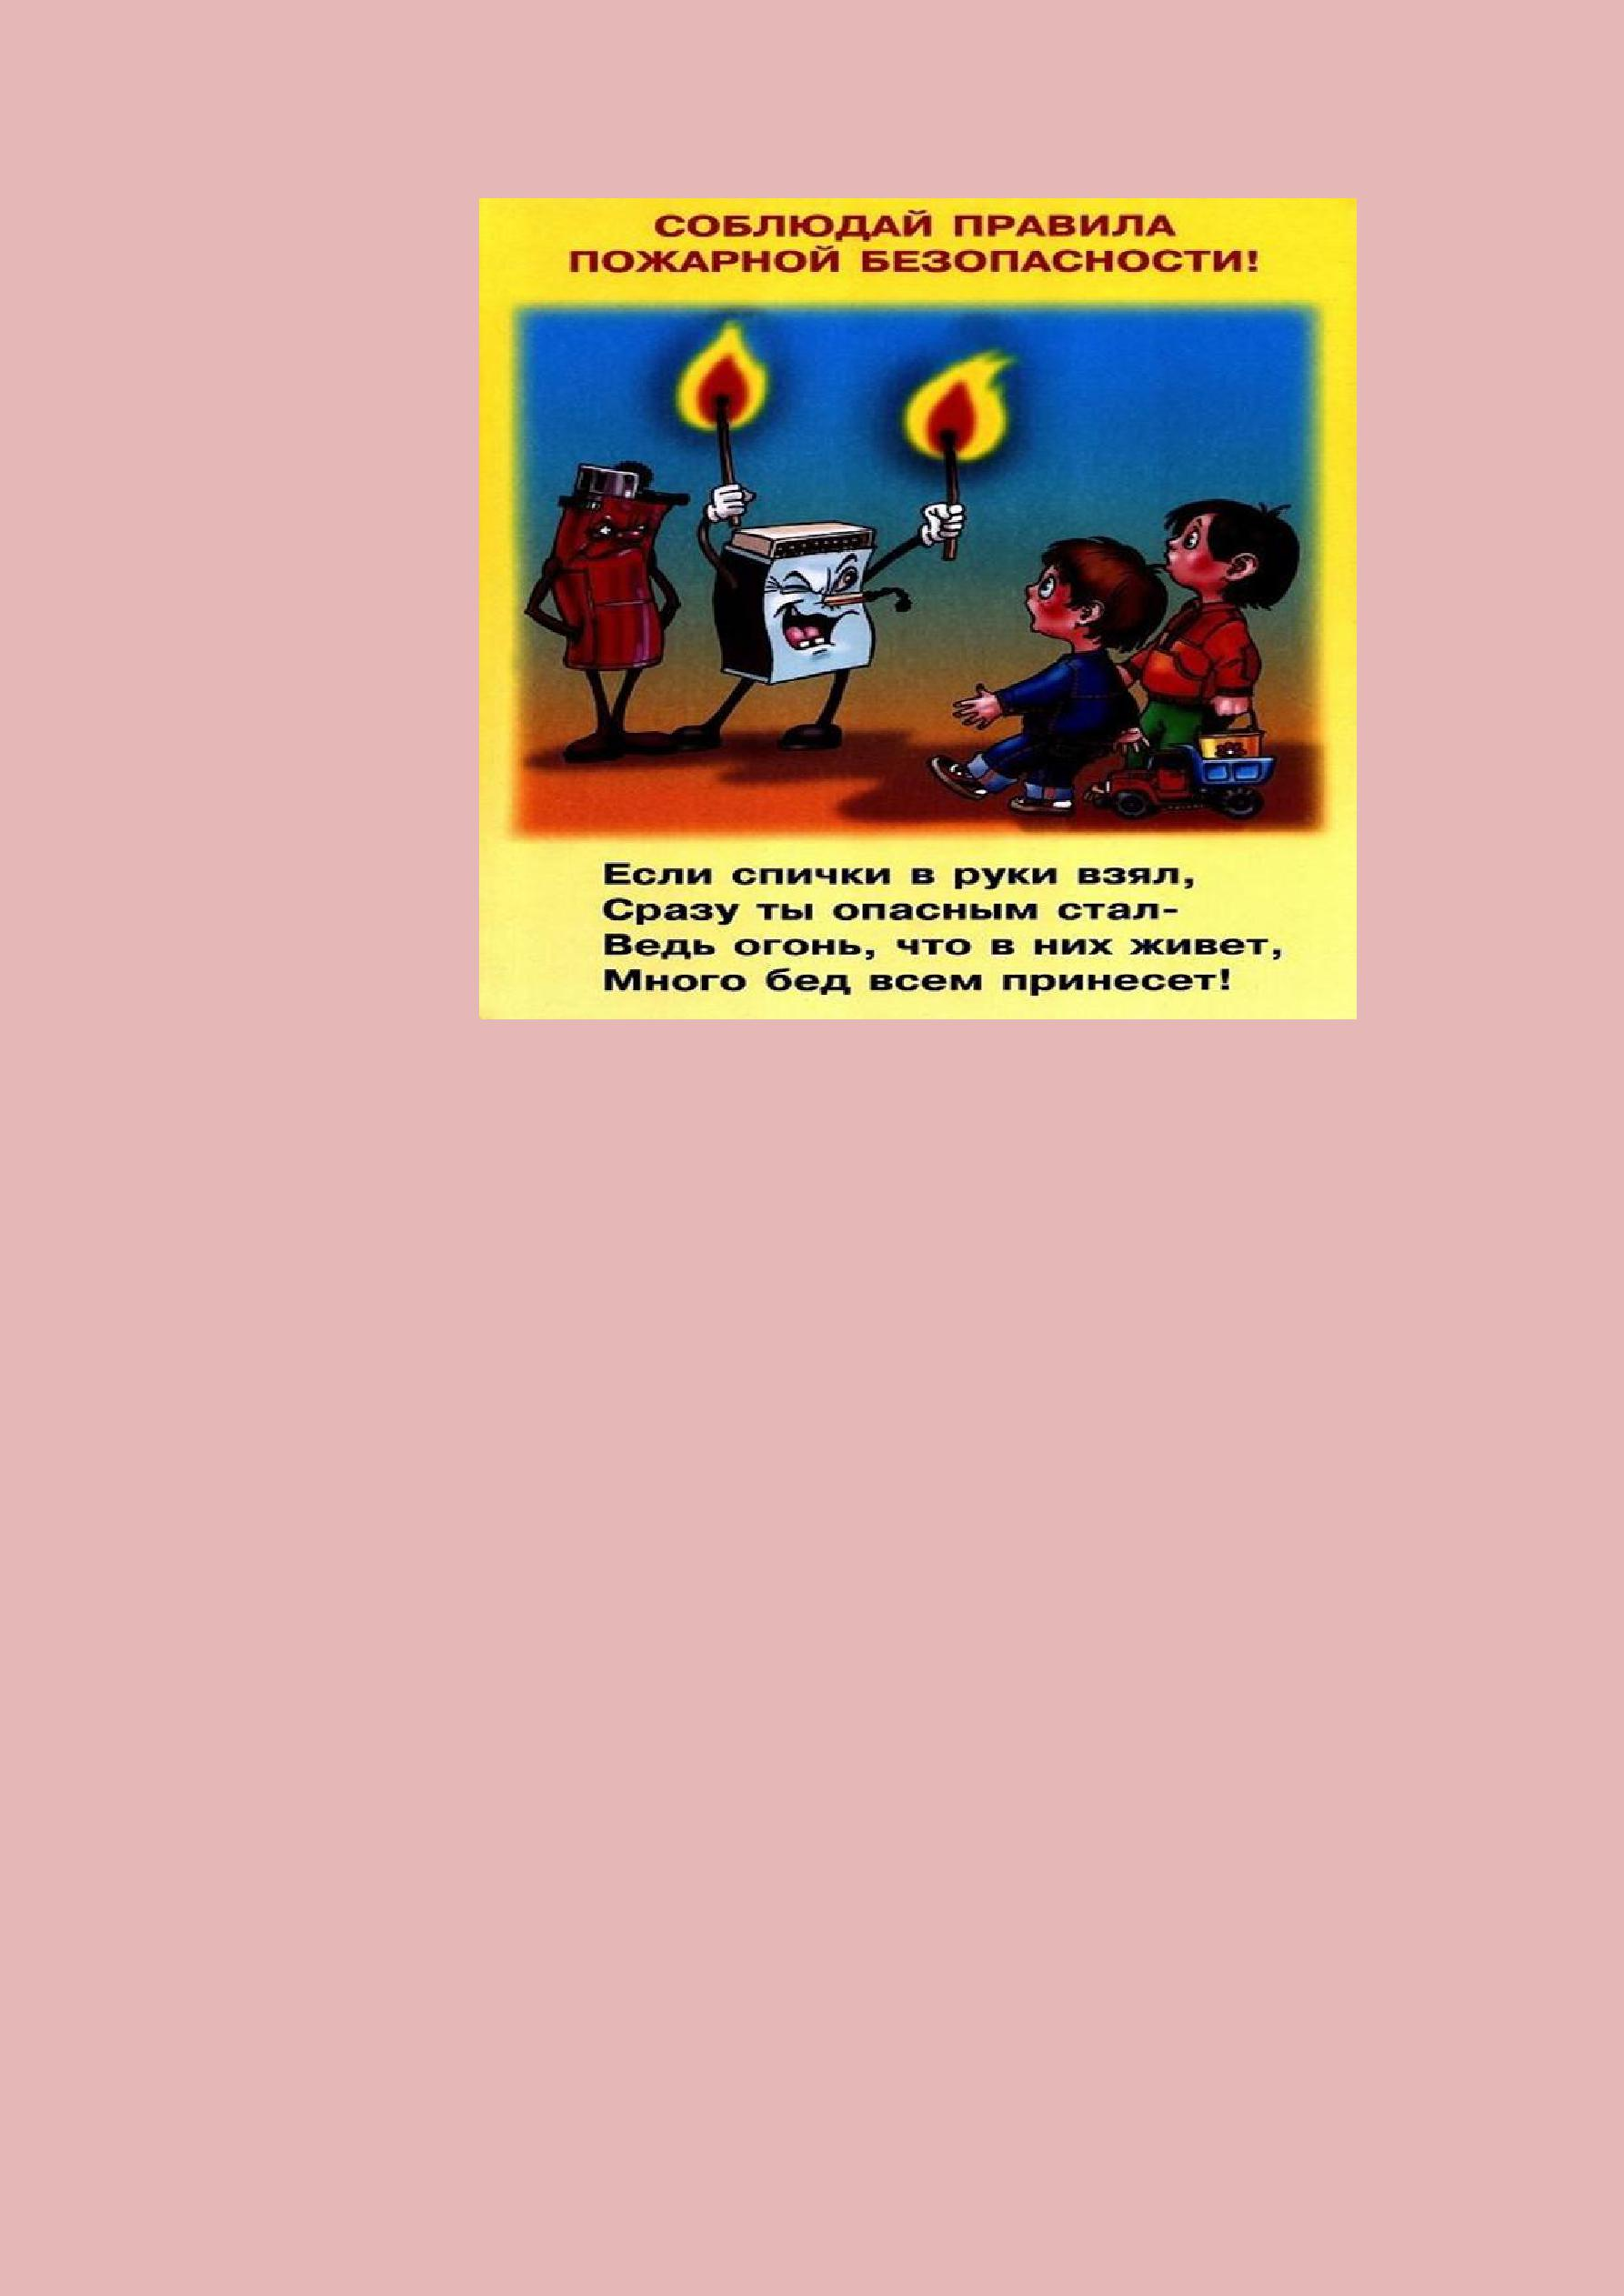 СОБЛЮДАЙ ПРАВИЛА
ПОЖАРНОЙ БЕЗОПАСНОСТИ!
Если спички в руки взял,
Сразу ты опасным стал-
Ведь огонь, что в них живет,
Много бед всем принесет!